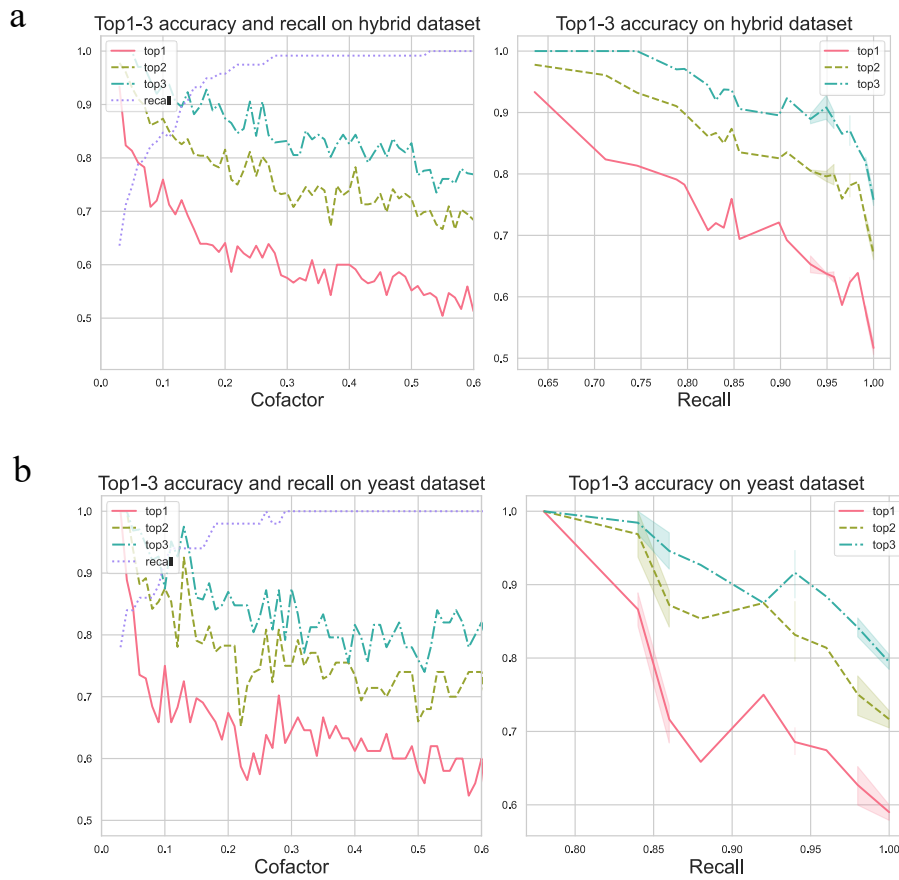 a
Top1-3 accuracy and recall on hybrid dataset
1.0
0.9
0.8
0.7
0.6
0.5
top1
top2
top3
recall
0.0 0.1 0.2 0.3 0.4 0.5 0.6
Cofactor
Top1-3 accuracy on hybrid dataset
1.0
0.9
0.8
0.7
0.6
0.5
top1
top2
top3
0.65 0.70 0.75 0.80 0.85 0.90 0.95 1.00
Recall
b
Top1-3 accuracy and recall on yeast dataset
1.0
0.9
0.8
0.7
0.6
0.5
top1
top2
top3
recall
0.0 0.1 0.2 0.3 0.4 0.5 0.6
Cofactor
Top1-3 accuracy on yeast dataset
1.0
0.9
0.8
0.7
0.6
top1
top2
top3
0.80 0.85 0.90 0.95 1.00
Recall